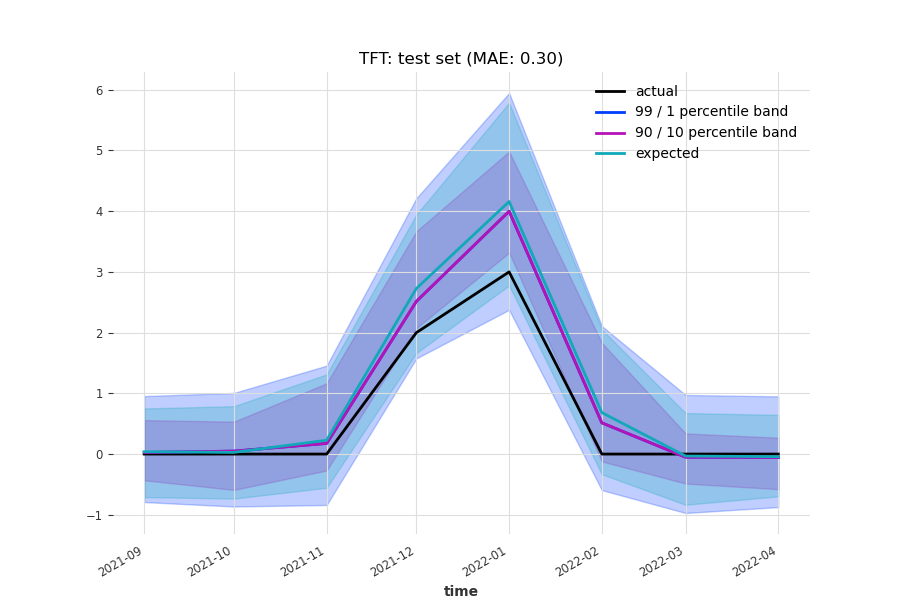 TFT: test set (MAE: 0.30)
actual
99 / 1 percentile band
90 / 10 percentile band
expected
6
5
4
3
2
1
0
−1
2021-09
2021-10
2021-11
2021-12
2022-01
2022-02
2022-03
2022-04
time